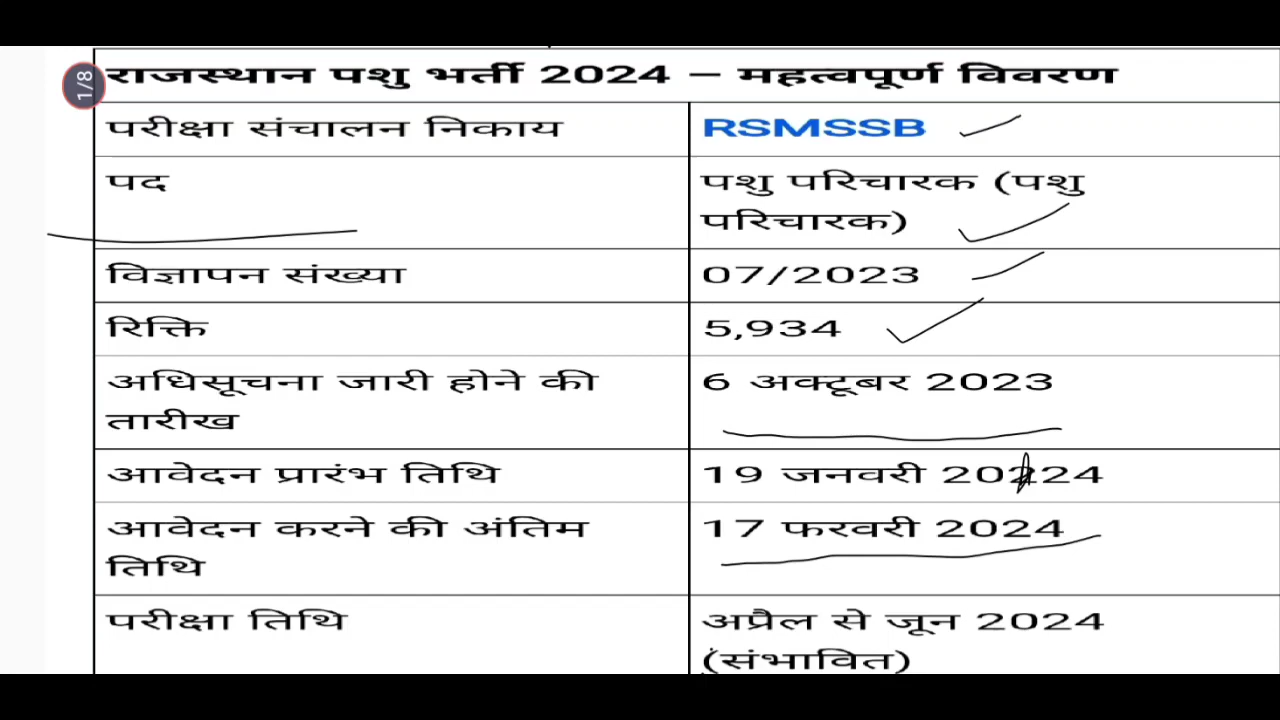 1/8
राजस्थान पशु भर्ती 2024 – महत्वपूर्ण विवरण
परीक्षा संचालन निकाय RSMSSB
पद पशु परिचारक (पशु
परिचारक)
विज्ञापन संख्या 07/2023
रिक्ति 5,934
अधिसूचना जारी होने की 6 अक्टूबर 2023
तारीख
आवेदन प्रारंभ तिथि 19 जनवरी 20224
आवेदन करने की अंतिम 17 फरवरी 2024
तिथि
परीक्षा तिथि अप्रैल से जून 2024
(संभावित)